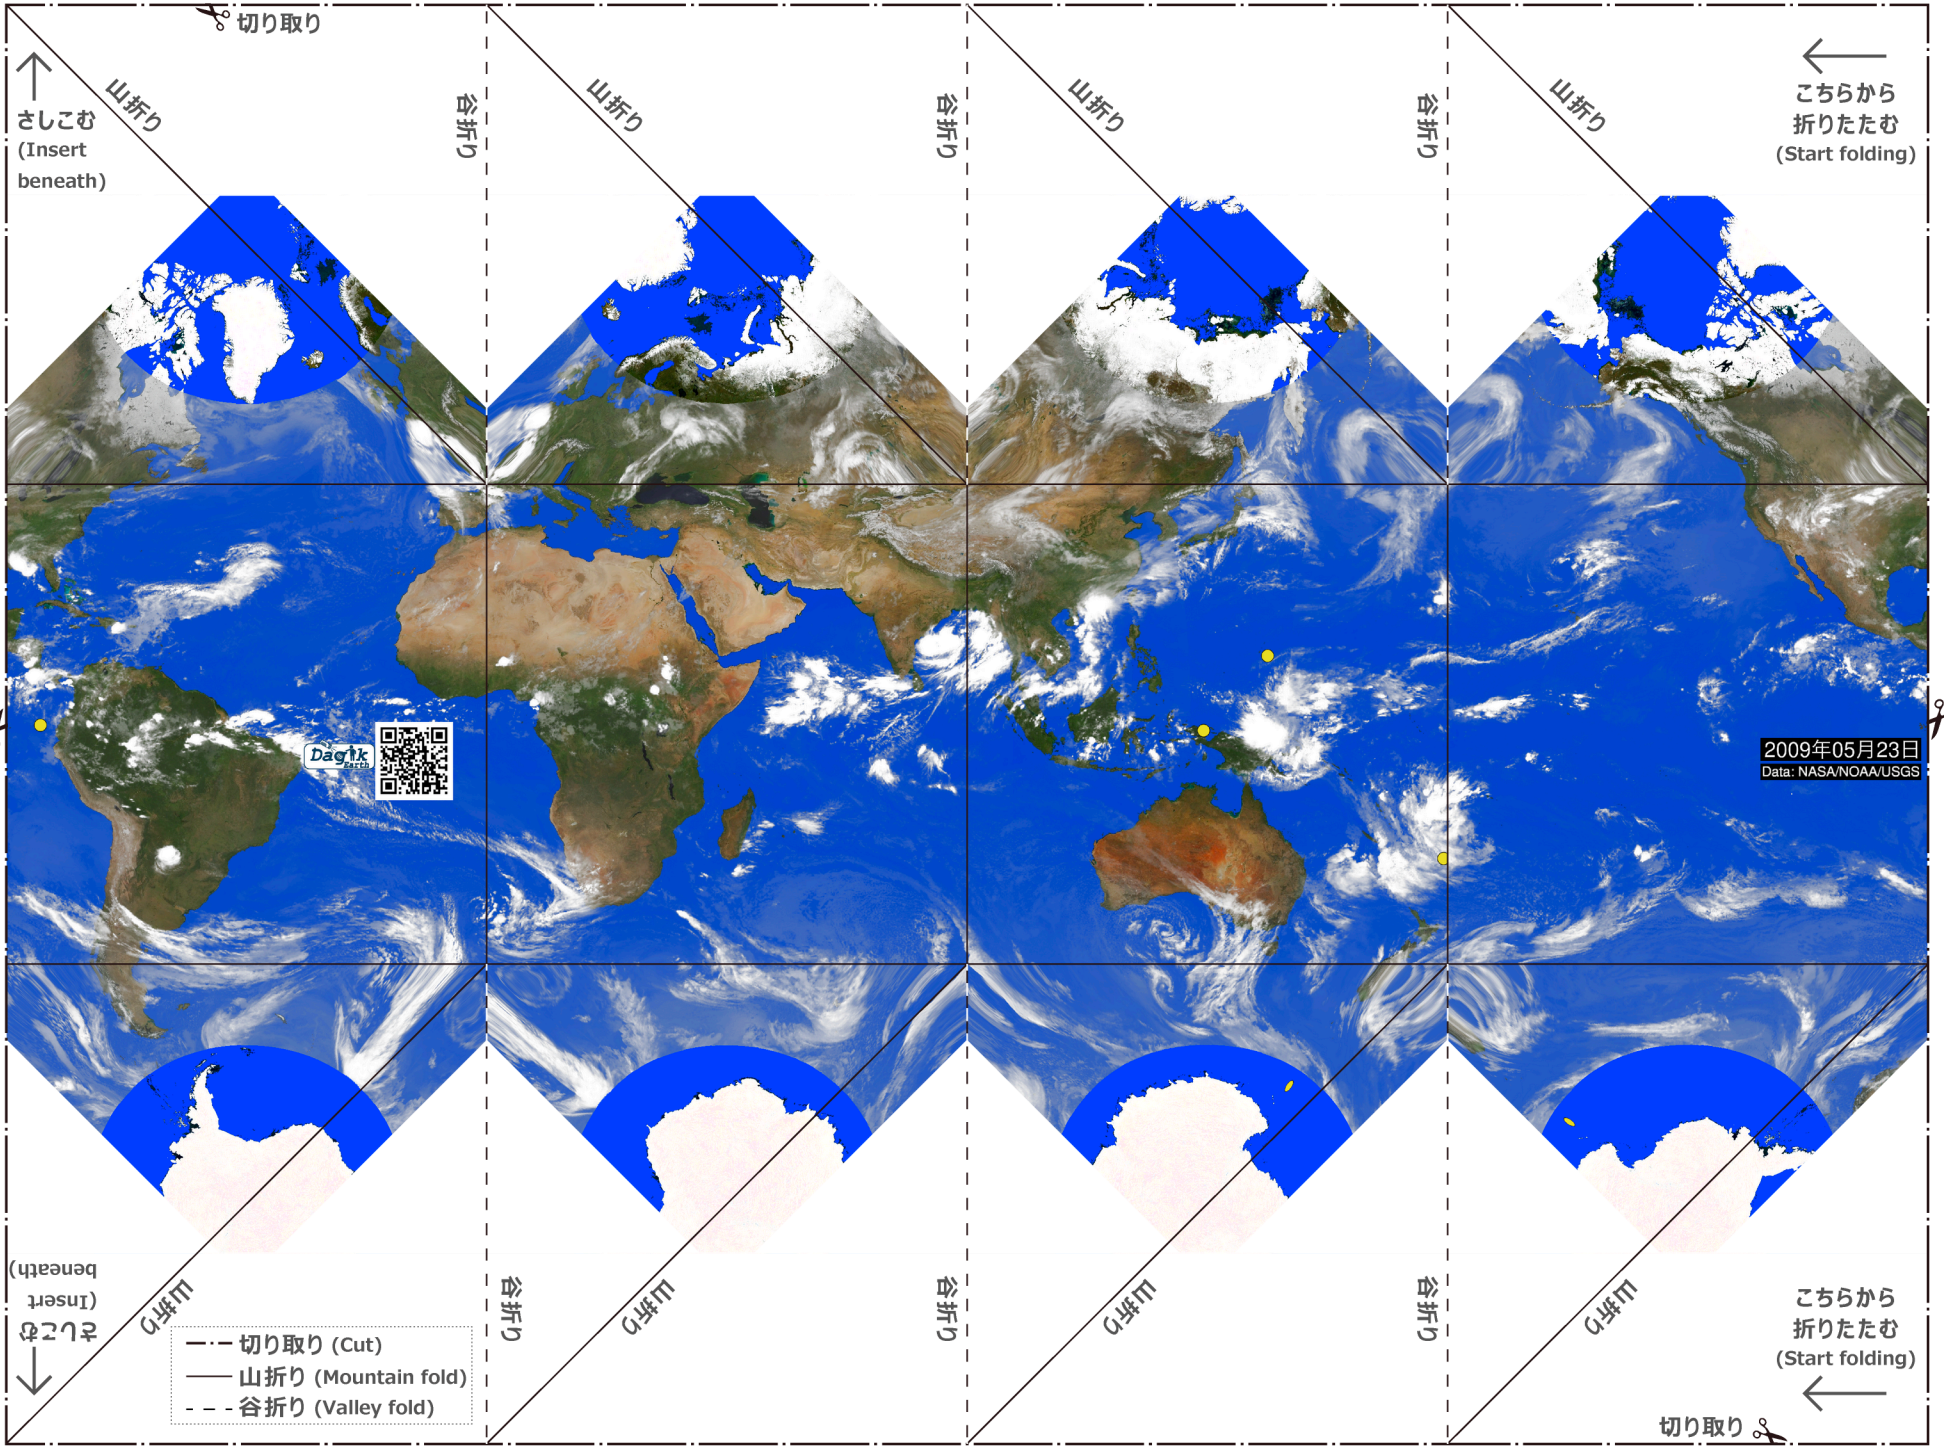 切り取り
山折り
谷折り
山折り
谷折り
山折り
谷折り
山折り
さしこむ
(Insert
beneath)
こちらから
折りたたむ
(Start folding)
Dagik
Earth
2009年05月23日
Data: NASA/NOAA/USGS
さしこむ
(Insert
beneath)
山折り
谷折り
山折り
谷折り
山折り
谷折り
山折り
こちらから
折りたたむ
(Start folding)
切り取り (Cut)
山折り (Mountain fold)
谷折り (Valley fold)
切り取り